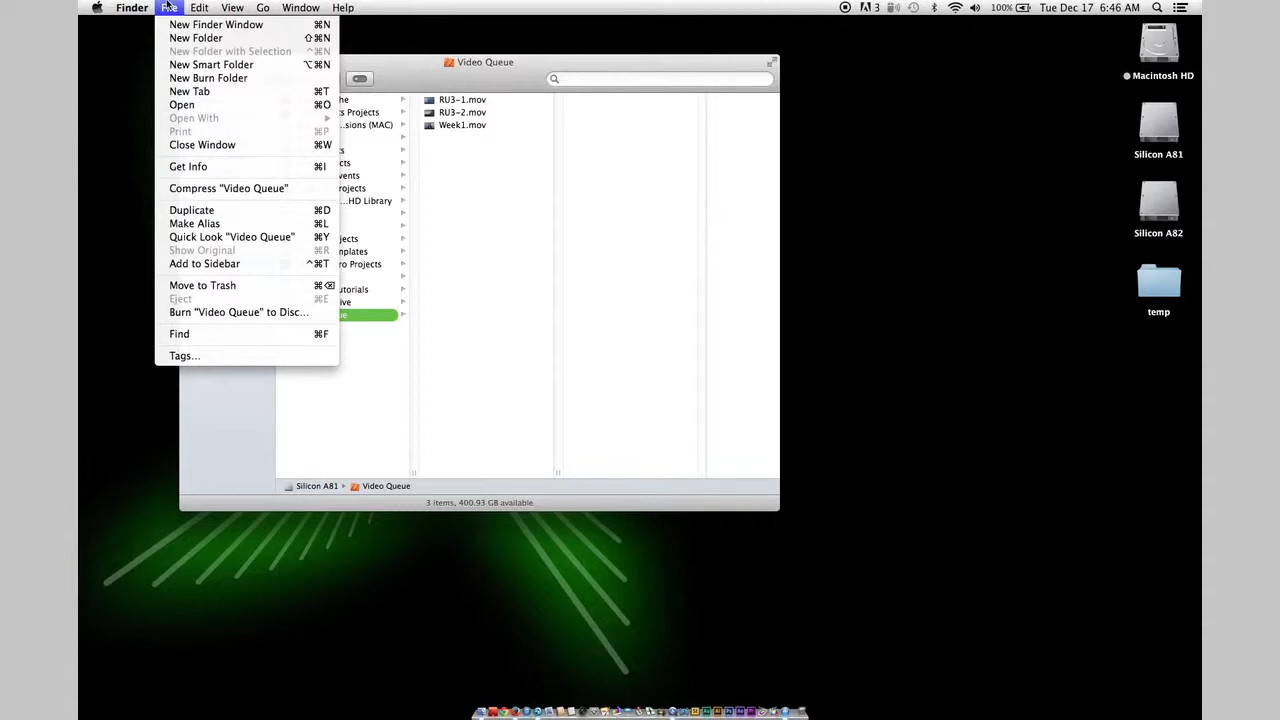 Finder File Edit View Go Window Help
3 100% Tue Dec 17 6:46 AM
New Finder Window ⌘N
New Folder ⇧⌘N
New Folder with Selection ^⌘N
New Smart Folder ⌥⌘N
New Burn Folder
New Tab ⌘T
Open ⌘O
Open With
Print ⌘P
Close Window ⌘W
Get Info ⌘I
Compress "Video Queue"
Duplicate ⌘D
Make Alias ⌘L
Quick Look "Video Queue" ⌘Y
Show Original ⌘R
Add to Sidebar ^⌘T
Move to Trash ⌘⌫
Eject ⌘E
Burn "Video Queue" to Disc...
Find ⌘F
Tags...
Video Queue
he
s Projects
...sions (MAC)
s
cts
vents
rojects
...HD Library
jects
mplates
ro Projects
utorials
ive
ue
RU3-1.mov
RU3-2.mov
Week1.mov
Silicon A81 ▸ Video Queue
3 items, 400.93 GB available
Macintosh HD
Silicon A81
Silicon A82
temp